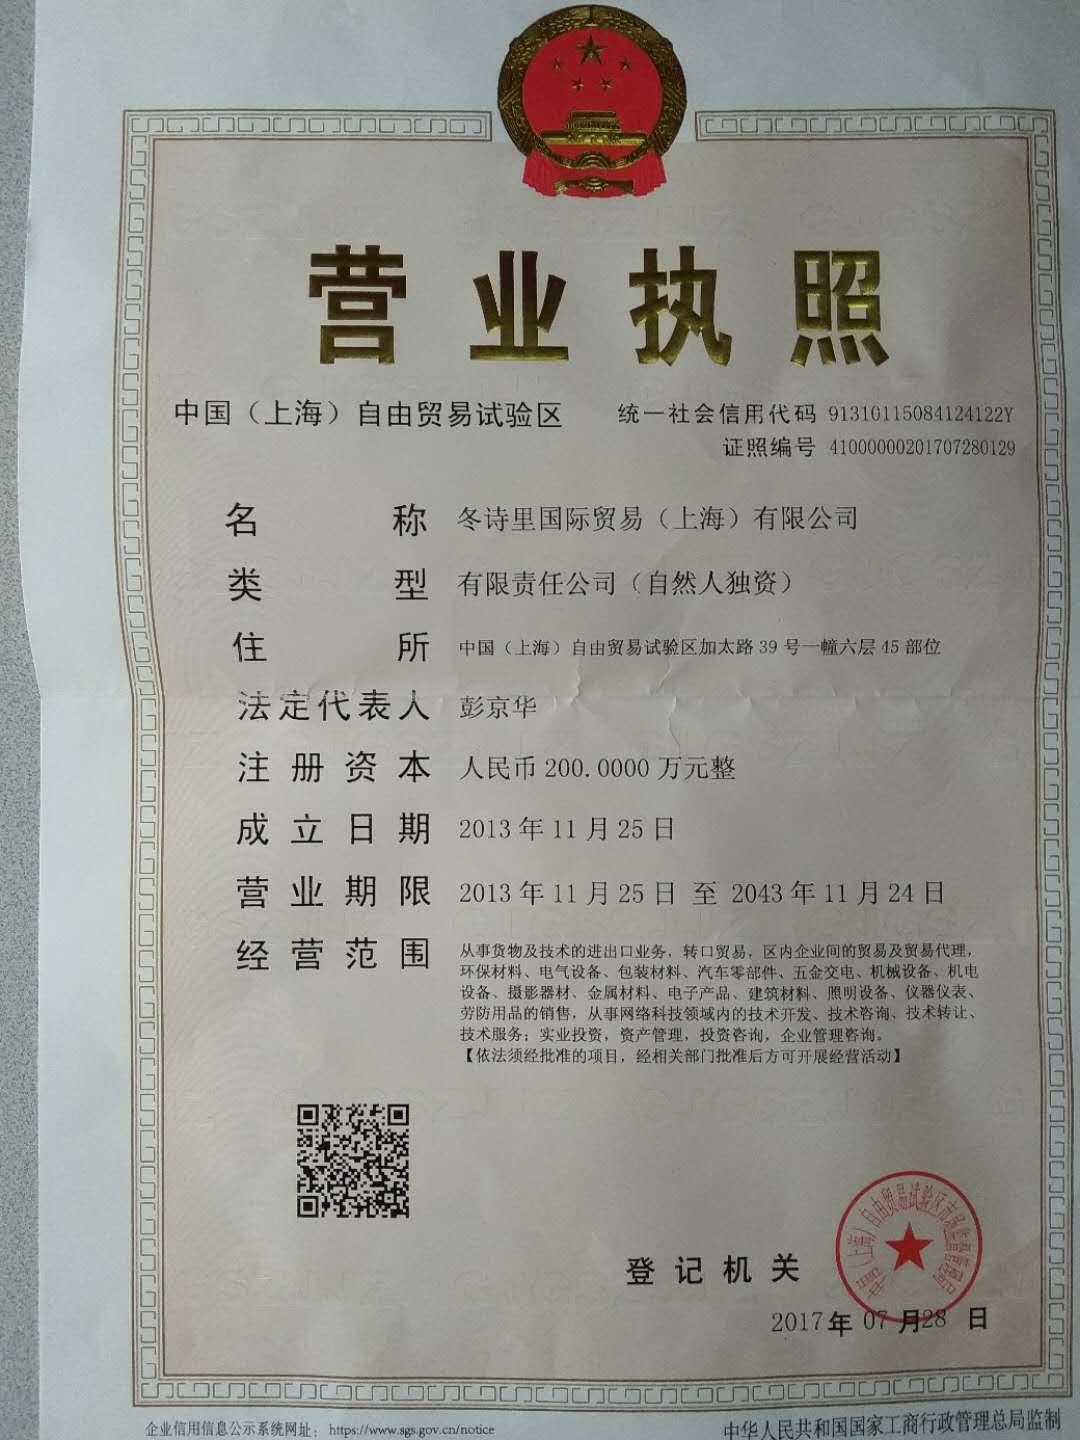 营业执照
中国（上海）自由贸易试验区
统一社会信用代码 91310115084124122Y
证照编号 41000000201707280129
名称 冬诗里国际贸易（上海）有限公司
类型 有限责任公司（自然人独资）
住所 中国（上海）自由贸易试验区加太路39号一幢六层45部位
法定代表人 彭京华
注册资本 人民币200.0000万元整
成立日期 2013年11月25日
营业期限 2013年11月25日 至 2043年11月24日
经营范围 从事货物及技术的进出口业务，转口贸易，区内企业间的贸易及贸易代理，
环保材料、电气设备、包装材料、汽车零部件、五金交电、机械设备、机电
设备、摄影器材、金属材料、电子产品、建筑材料、照明设备、仪器仪表、
劳防用品的销售，从事网络科技领域内的技术开发、技术咨询、技术转让、
技术服务；实业投资，资产管理，投资咨询，企业管理咨询。
【依法须经批准的项目，经相关部门批准后方可开展经营活动】
中国（上海）自由贸易试验区市场监督管理局
登记机关
2017年07月28日
企业信用信息公示系统网址：https://www.sgs.gov.cn/notice
中华人民共和国国家工商行政管理总局监制